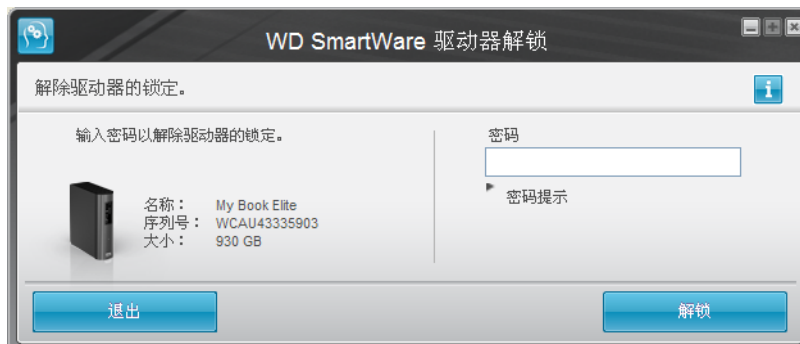 WD SmartWare 驱动器解锁
解除驱动器的锁定。
输入密码以解除驱动器的锁定。
名称： My Book Elite
序列号： WCAU43335903
大小： 930 GB
密码
密码提示
退出
解锁